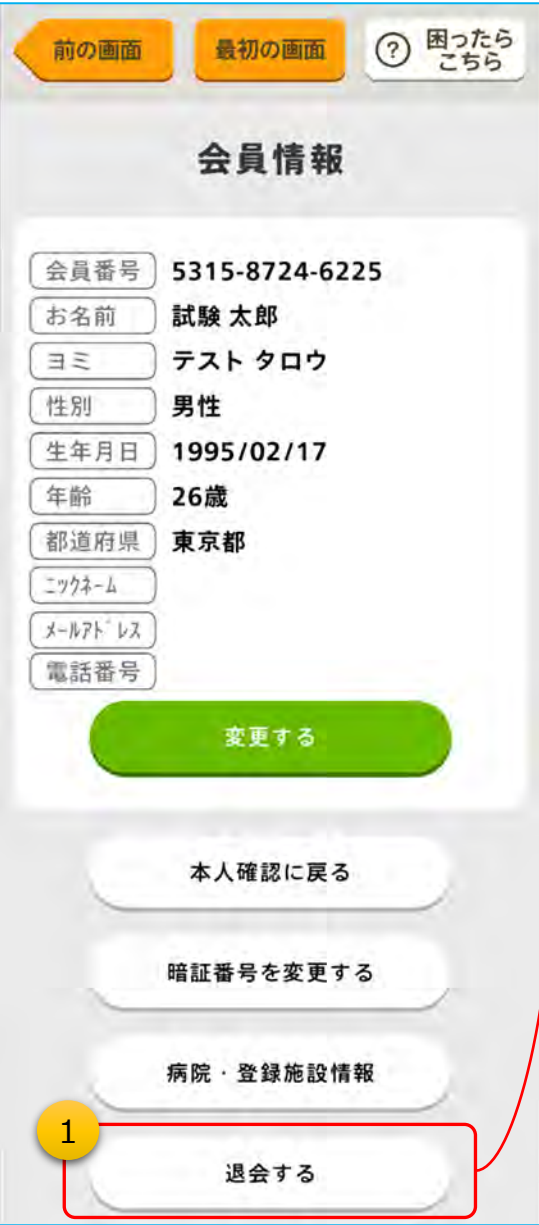 前の画面 最初の画面 ? 困ったら
こちら
会員情報
会員番号 5315-8724-6225
お名前 試験 太郎
ヨミ テスト タロウ
性別 男性
生年月日 1995/02/17
年齢 26歳
都道府県 東京都
ﾆｯｸﾈｰﾑ
ﾒｰﾙｱﾄﾞﾚｽ
電話番号
変更する
本人確認に戻る
暗証番号を変更する
病院・登録施設情報
1
退会する